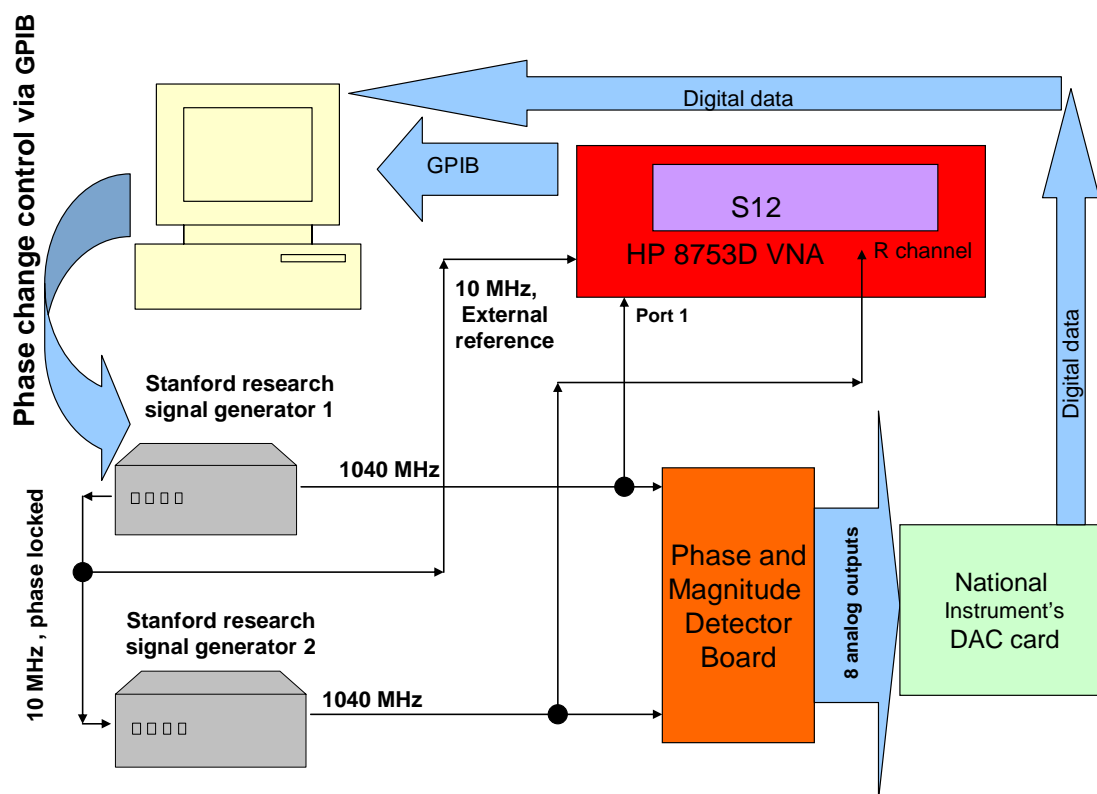 Phase change control via GPIB
Digital data
GPIB
S12
HP 8753D VNA
R channel
10 MHz,
External
reference
Port 1
Digital data
Stanford research
signal generator 1
1040 MHz
10 MHz , phase locked
Stanford research
signal generator 2
1040 MHz
Phase and
Magnitude
Detector
Board
8 analog outputs
National
Instrument's
DAC card